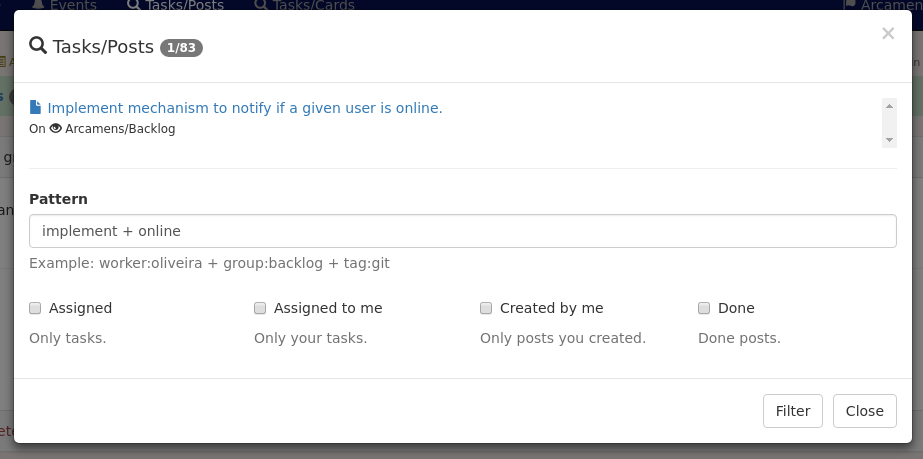 Events Tasks/Posts Tasks/Cards Arcamen
Tasks/Posts 1/83
×
Implement mechanism to notify if a given user is online.
On Arcamens/Backlog
Pattern
implement + online
Example: worker:oliveira + group:backlog + tag:git
Assigned Assigned to me Created by me Done
Only tasks. Only your tasks. Only posts you created. Done posts.
Filter Close